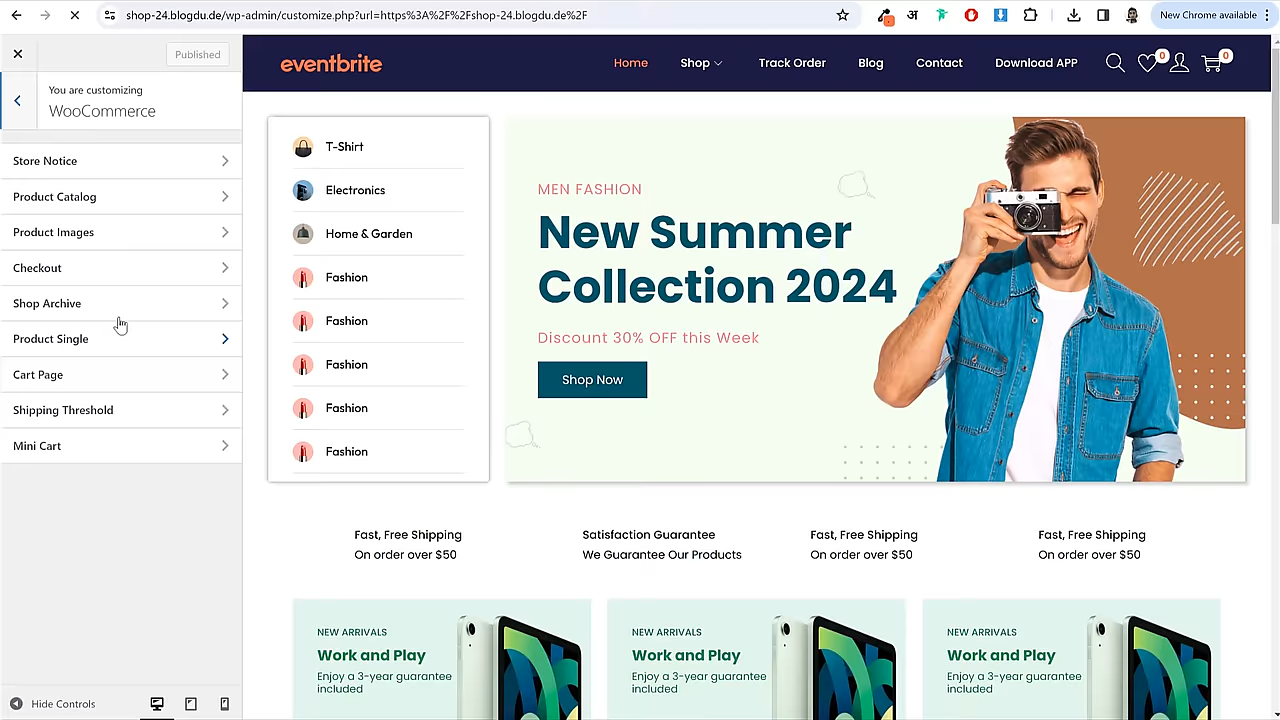 shop-24.blogdu.de/wp-admin/customize.php?url=https%3A%2F%2Fshop-24.blogdu.de%2F
अ
New Chrome available
Published
You are customizing
WooCommerce
Store Notice
Product Catalog
Product Images
Checkout
Shop Archive
Product Single
Cart Page
Shipping Threshold
Mini Cart
Hide Controls
eventbrite
Home
Shop
Track Order
Blog
Contact
Download APP
0
0
T-Shirt
Electronics
Home & Garden
Fashion
Fashion
Fashion
Fashion
Fashion
MEN FASHION
New Summer
Collection 2024
Discount 30% OFF this Week
Shop Now
Fast, Free Shipping
On order over $50
Satisfaction Guarantee
We Guarantee Our Products
Fast, Free Shipping
On order over $50
Fast, Free Shipping
On order over $50
NEW ARRIVALS
Work and Play
Enjoy a 3-year guarantee
included
NEW ARRIVALS
Work and Play
Enjoy a 3-year guarantee
included
NEW ARRIVALS
Work and Play
Enjoy a 3-year guarantee
included